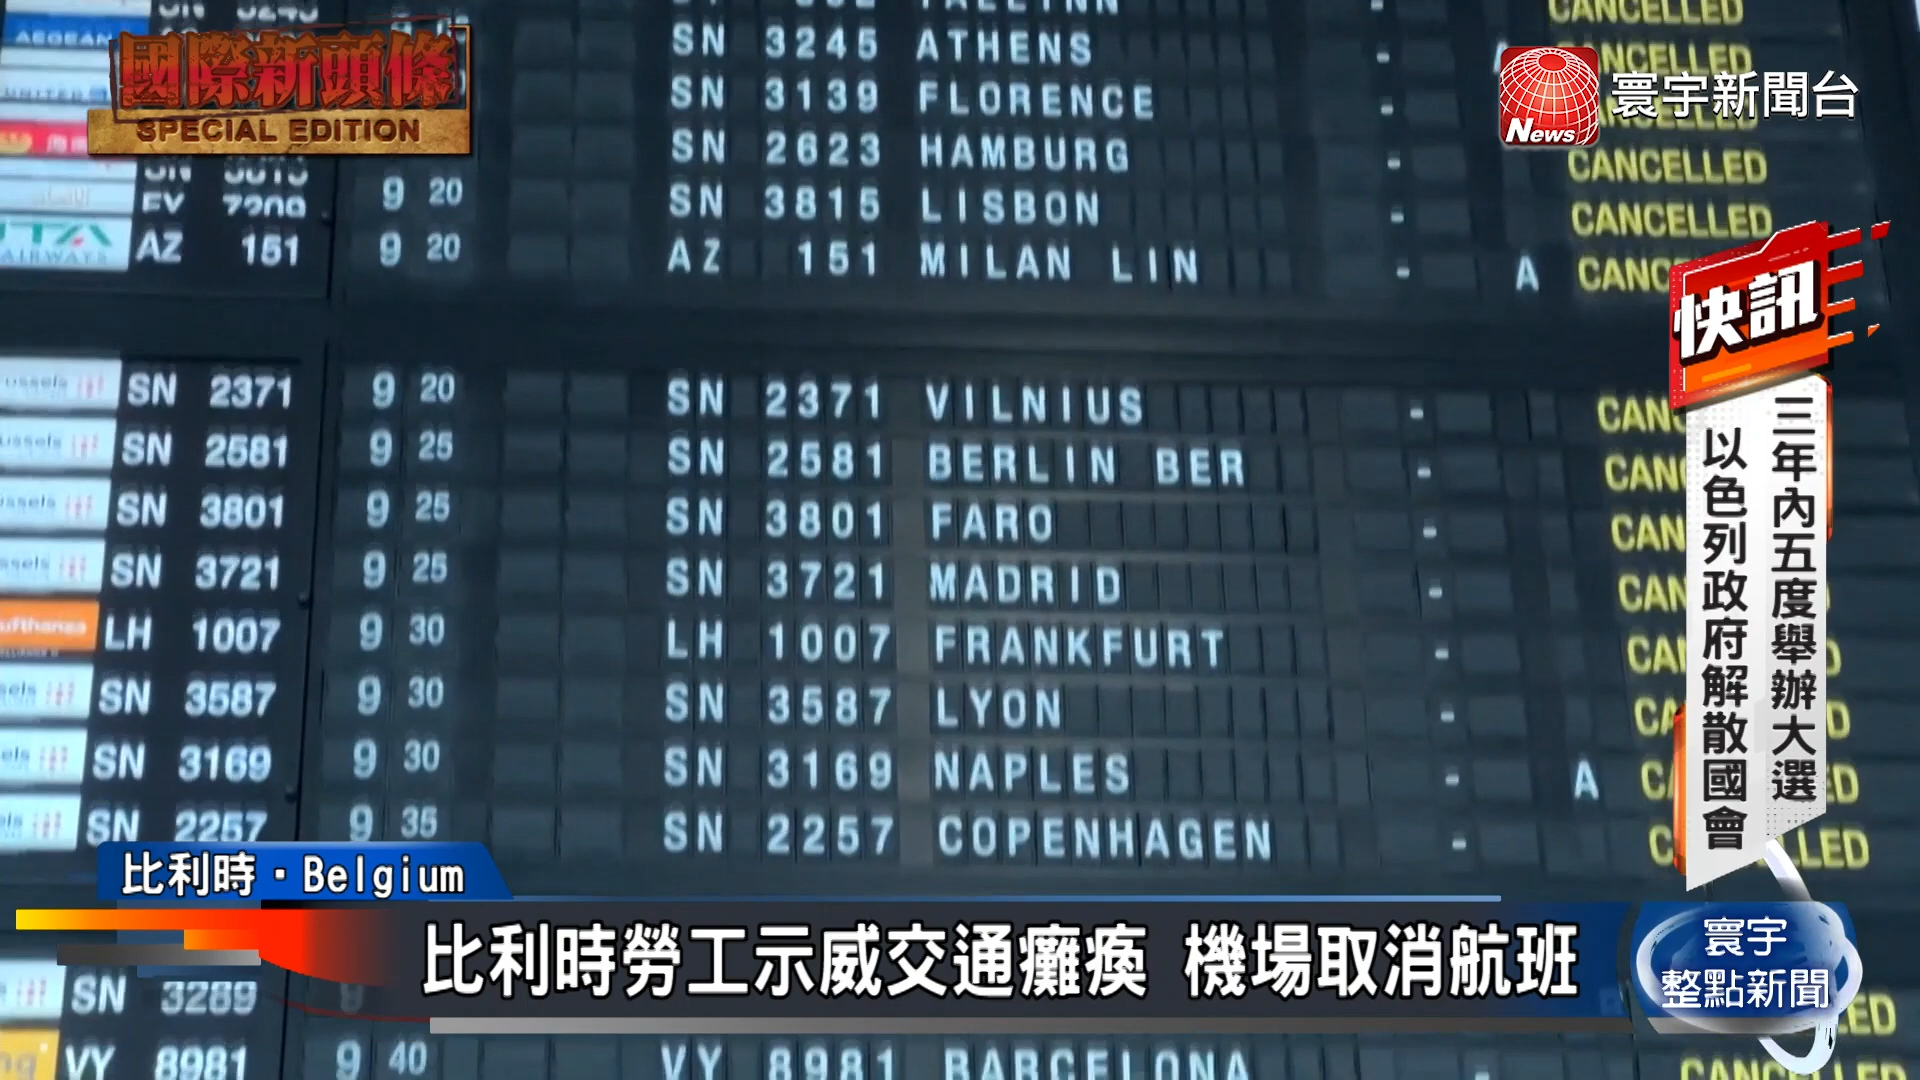 SN 3245 ATHENS CANCELLED
SN 3139 FLORENCE
SN 2623 HAMBURG - CANCELLED
SN 3815 LISBON - CANCELLED
AZ 151 9 20 AZ 151 MILAN LIN - A
國際新頭條
SPECIAL EDITION
News 寰宇新聞台
快訊
三年內五度舉辦大選
以色列政府解散國會
SN 2371 9 20 SN 2371 VILNIUS -
SN 2581 9 25 SN 2581 BERLIN BER -
SN 3801 9 25 SN 3801 FARO -
SN 3721 9 25 SN 3721 MADRID -
LH 1007 9 30 LH 1007 FRANKFURT -
SN 3587 9 30 SN 3587 LYON -
SN 3169 9 30 SN 3169 NAPLES - A
SN 2257 9 35 SN 2257 COPENHAGEN -
比利時·Belgium
比利時勞工示威交通癱瘓 機場取消航班
寰宇
整點新聞
SN 3289
VY 8981 9 40 VY 8981 BARCELONA - CANCELLED